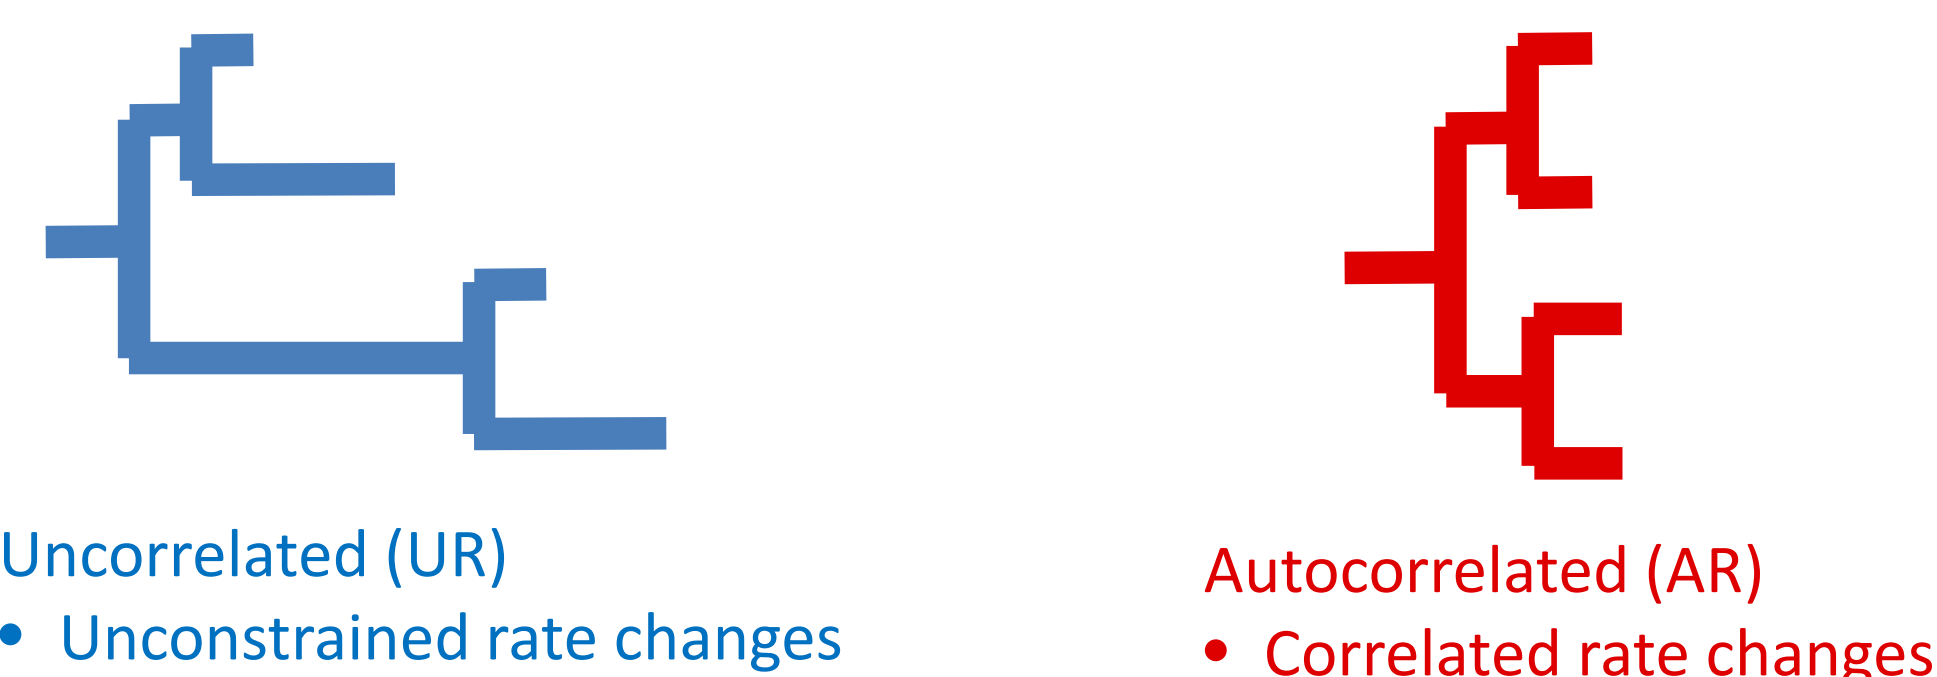 Uncorrelated (UR)
• Unconstrained rate changes
Autocorrelated (AR)
• Correlated rate changes